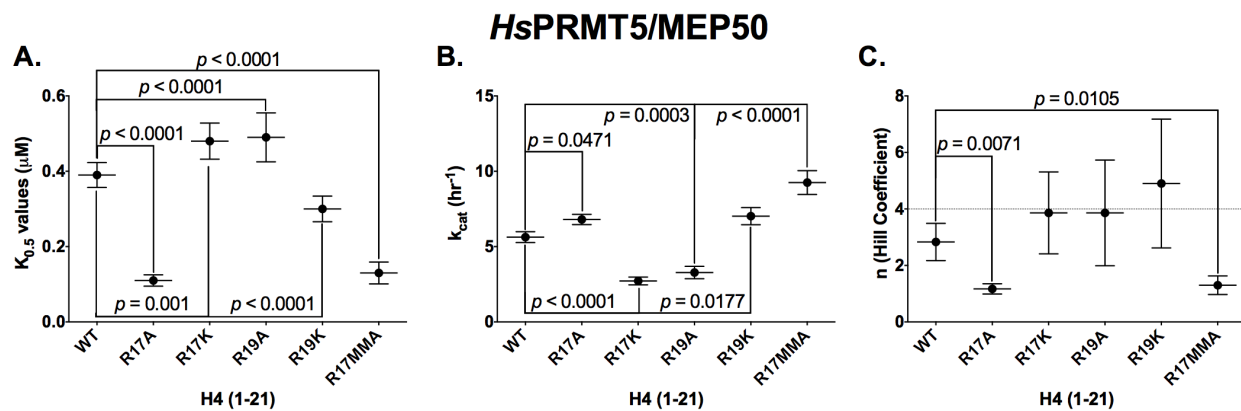 HsPRMT5/MEP50
A.
p < 0.0001
p < 0.0001
p < 0.0001
p = 0.001
p < 0.0001
K0.5 values (μM)
0.6
0.4
0.2
0.0
WT
R17A
R17K
R19A
R19K
R17MMA
H4 (1-21)
B.
p = 0.0003
p < 0.0001
p = 0.0471
p < 0.0001
p = 0.0177
kcat (hr-1)
15
10
5
0
WT
R17A
R17K
R19A
R19K
R17MMA
H4 (1-21)
C.
p = 0.0105
p = 0.0071
n (Hill Coefficient)
8
6
4
2
0
WT
R17A
R17K
R19A
R19K
R17MMA
H4 (1-21)